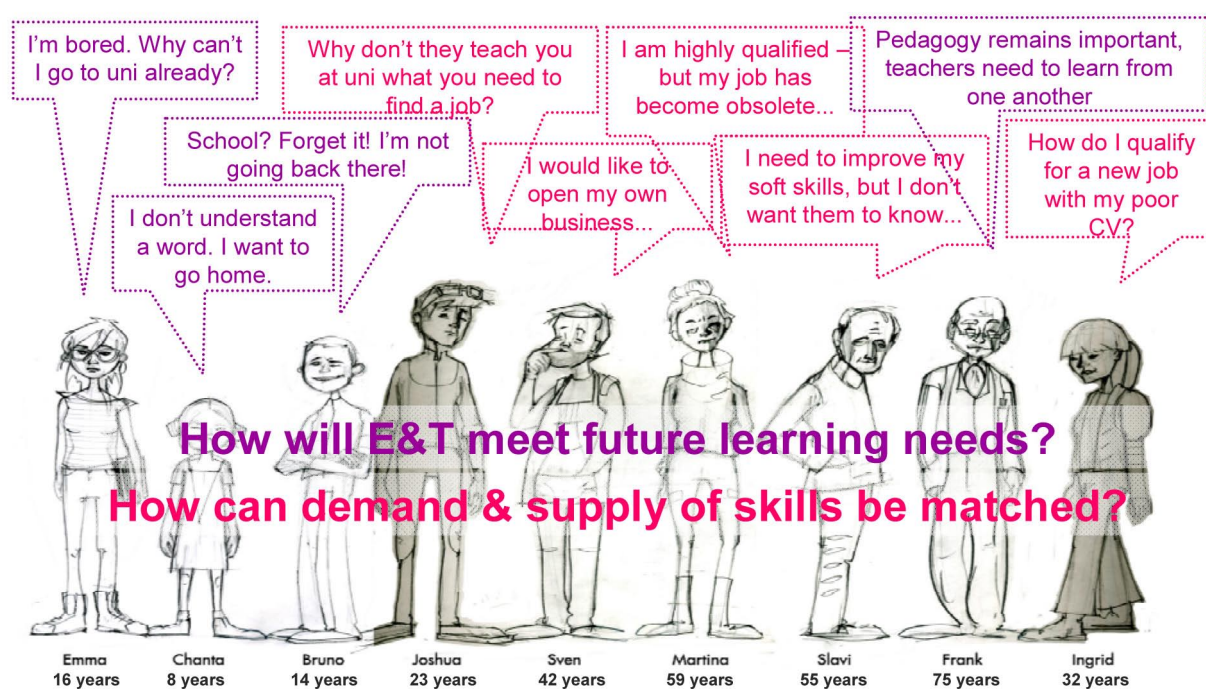 I'm bored. Why can't
I go to uni already?
Why don't they teach you
at uni what you need to
find a job?
I am highly qualified –
but my job has
become obsolete...
Pedagogy remains important,
teachers need to learn from
one another
School? Forget it! I'm not
going back there!
I would like to
open my own
business...
I need to improve my
soft skills, but I don't
want them to know...
How do I qualify
for a new job
with my poor
CV?
I don't understand
a word. I want to
go home.
How will E&T meet future learning needs?
How can demand & supply of skills be matched?
Emma
16 years
Chanta
8 years
Bruno
14 years
Joshua
23 years
Sven
42 years
Martina
59 years
Slavi
55 years
Frank
75 years
Ingrid
32 years